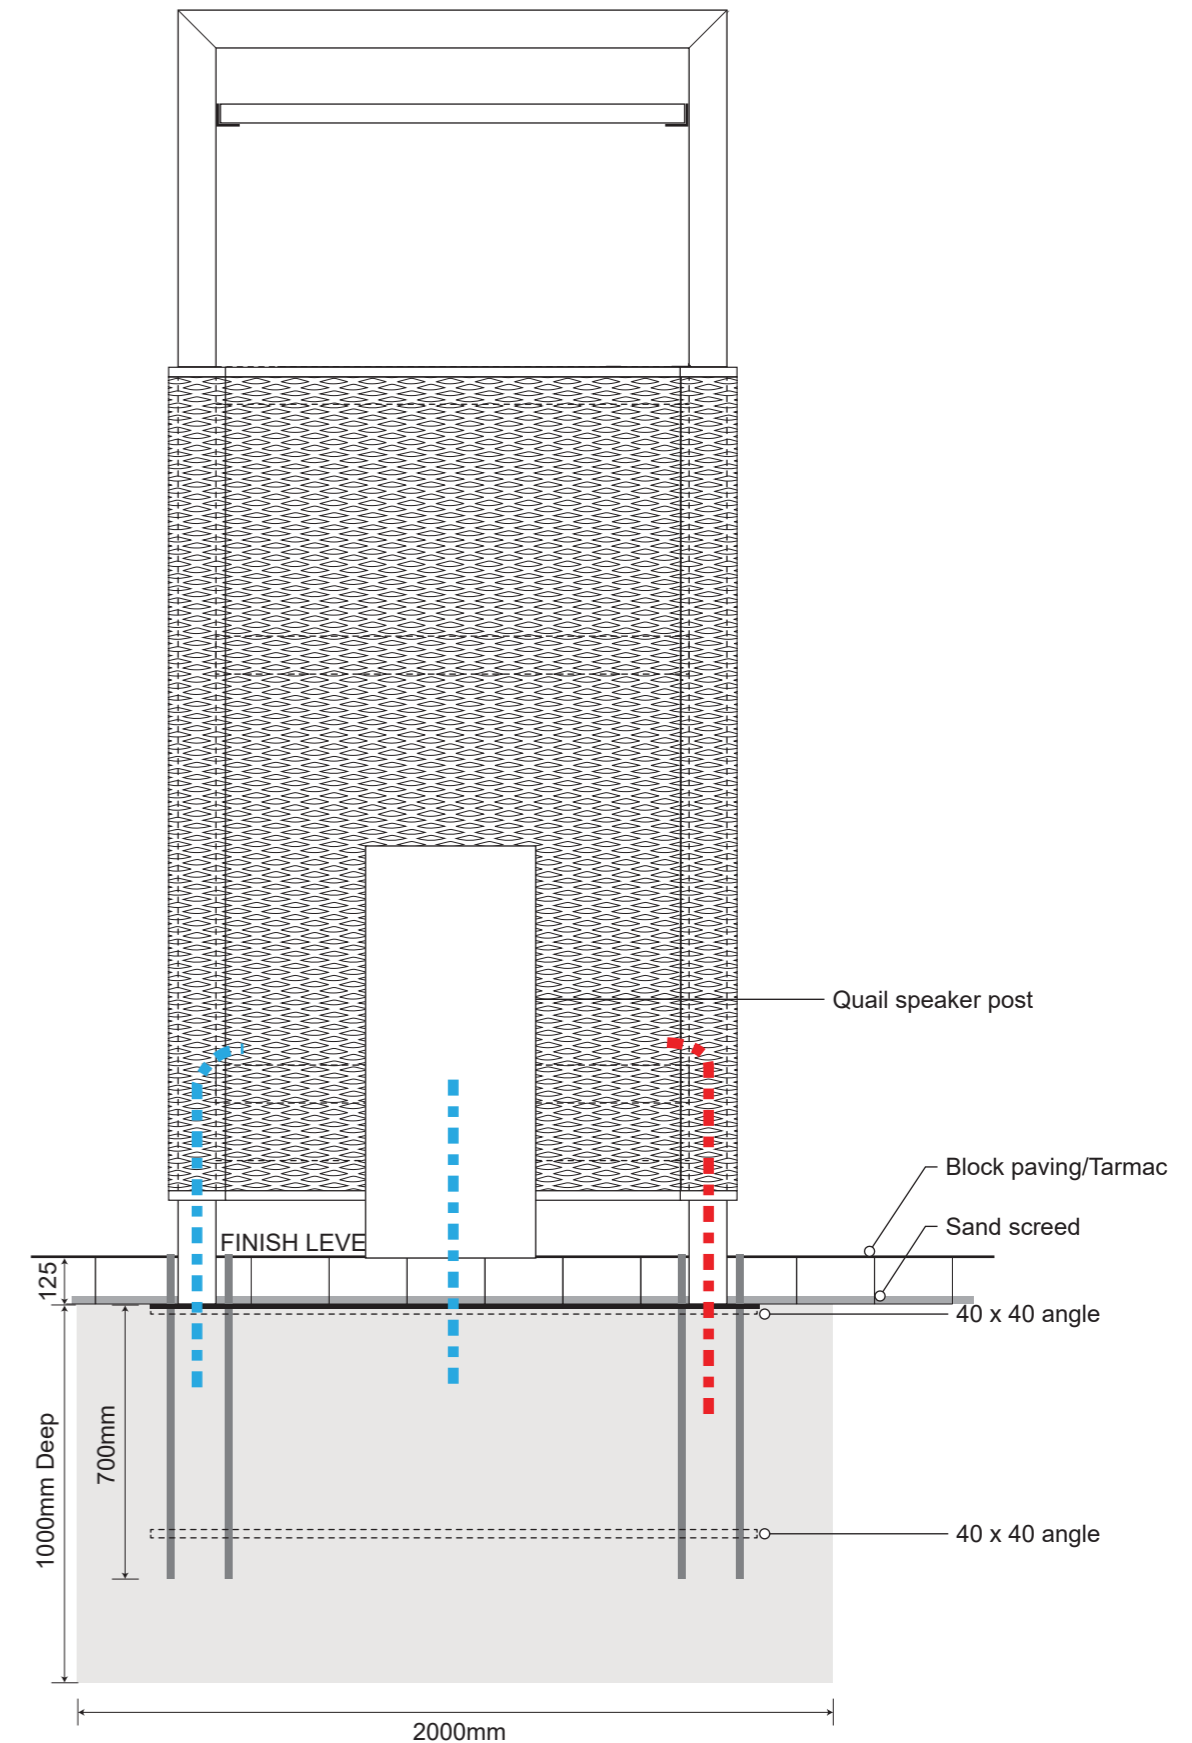 Quail speaker post
Block paving/Tarmac
Sand screed
FINISH LEVE
125
40 x 40 angle
700mm
1000mm Deep
40 x 40 angle
2000mm